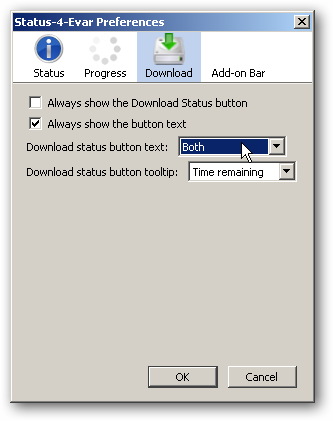 Status-4-Evar Preferences
Status Progress Download Add-on Bar
Always show the Download Status button
Always show the button text
Download status button text: Both
Download status button tooltip: Time remaining
OK Cancel